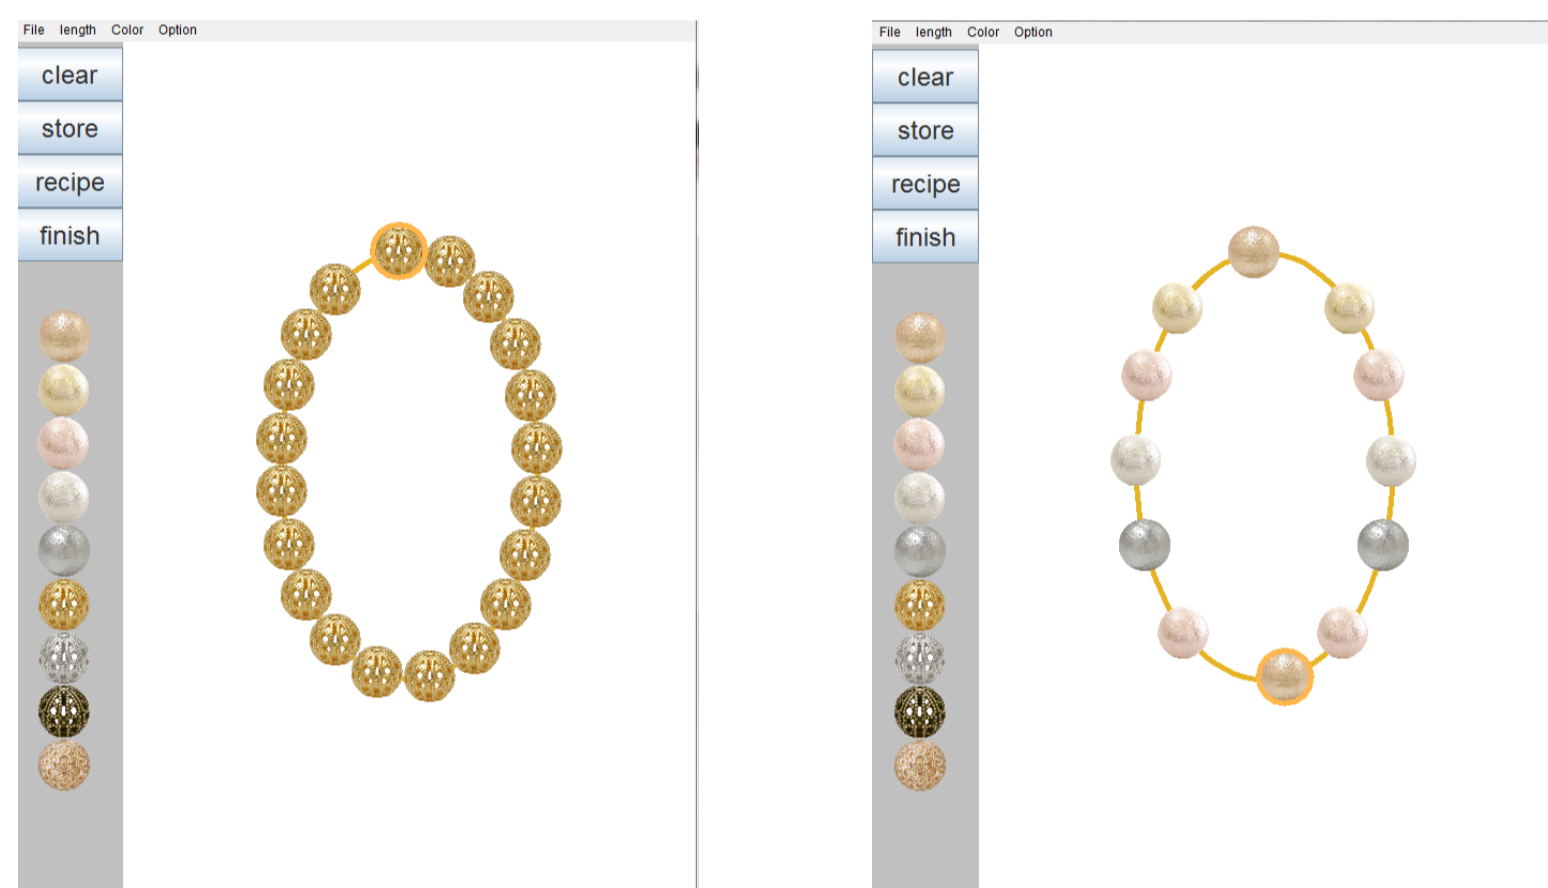 File length Color Option
clear
store
recipe
finish
File length Color Option
clear
store
recipe
finish